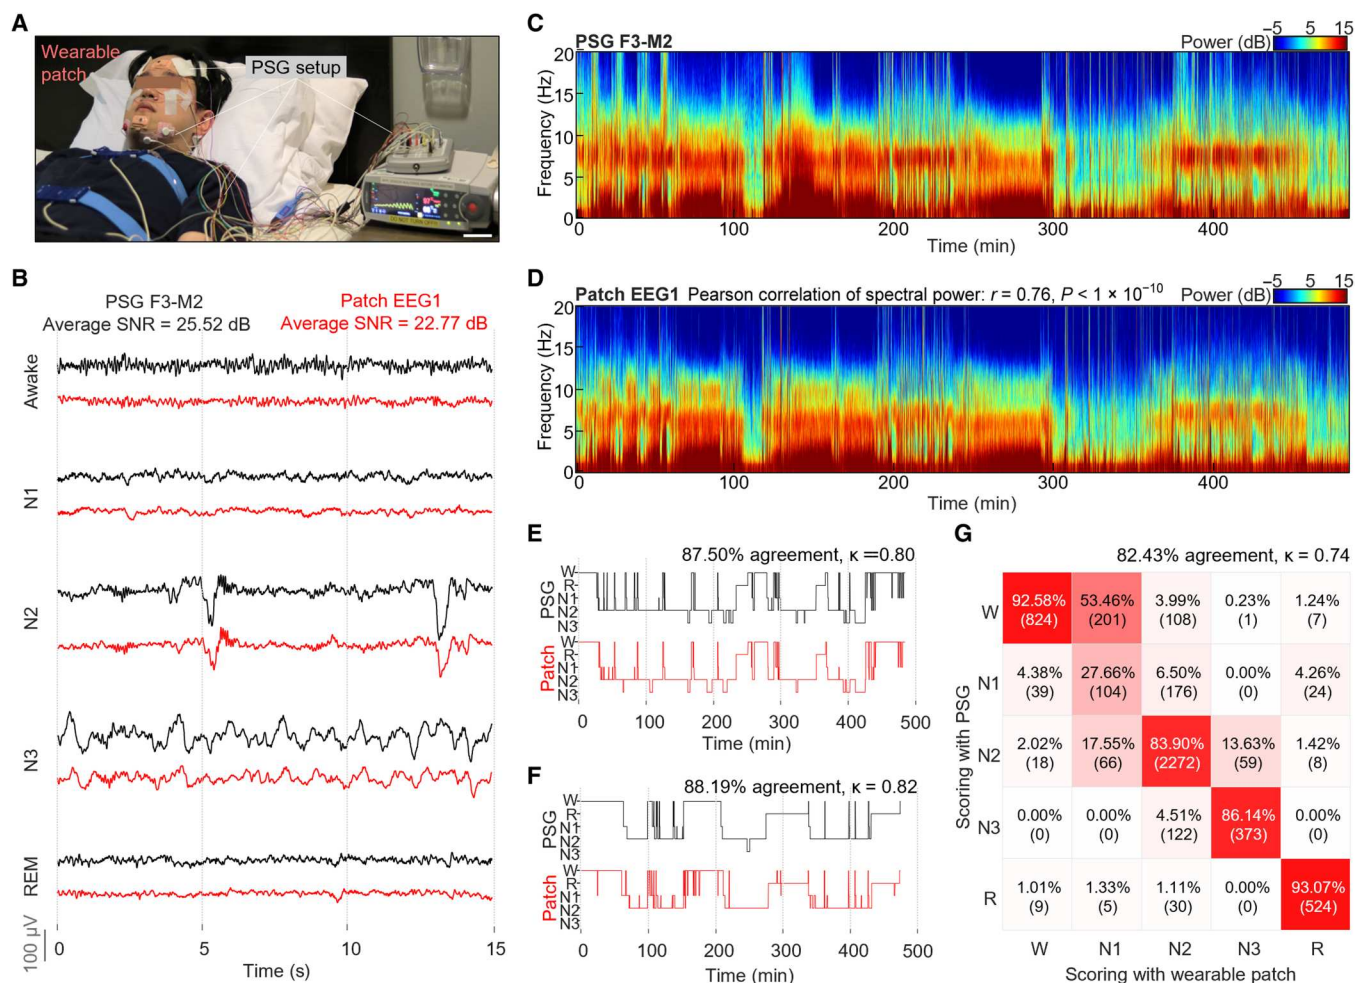 A
Wearable
patch
PSG setup
DO NOT TURN OFF
B
PSG F3-M2
Average SNR = 25.52 dB
Patch EEG1
Average SNR = 22.77 dB
Awake
N1
N2
N3
REM
100 µV
0 5 10 15
Time (s)
C
PSG F3-M2
Power (dB)
−5 5 15
Frequency (Hz)
20
15
10
5
0
0 100 200 300 400
Time (min)
D
Patch EEG1 Pearson correlation of spectral power: r = 0.76, P < 1 × 10⁻¹⁰
Power (dB)
−5 5 15
Frequency (Hz)
20
15
10
5
0
0 100 200 300 400
Time (min)
E
87.50% agreement, κ =0.80
PSG
W
R
N1
N2
N3
Patch
W
R
N1
N2
N3
0 100 200 300 400 500
Time (min)
F
88.19% agreement, κ = 0.82
PSG
W
R
N1
N2
N3
Patch
W
R
N1
N2
N3
0 100 200 300 400 500
Time (min)
G
82.43% agreement, κ = 0.74
Scoring with PSG
W 92.58% 53.46% 3.99% 0.23% 1.24%
(824) (201) (108) (1) (7)
N1 4.38% 27.66% 6.50% 0.00% 4.26%
(39) (104) (176) (0) (24)
N2 2.02% 17.55% 83.90% 13.63% 1.42%
(18) (66) (2272) (59) (8)
N3 0.00% 0.00% 4.51% 86.14% 0.00%
(0) (0) (122) (373) (0)
R 1.01% 1.33% 1.11% 0.00% 93.07%
(9) (5) (30) (0) (524)
W N1 N2 N3 R
Scoring with wearable patch